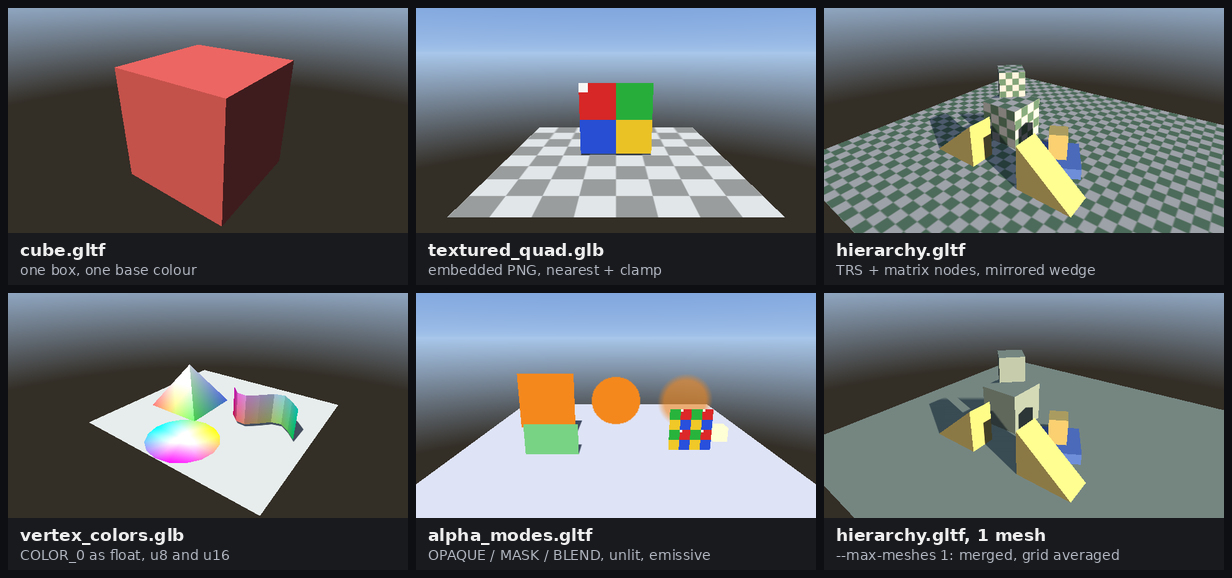 cube.gltf
one box, one base colour
textured_quad.glb
embedded PNG, nearest + clamp
hierarchy.gltf
TRS + matrix nodes, mirrored wedge
vertex_colors.glb
COLOR_0 as float, u8 and u16
alpha_modes.gltf
OPAQUE / MASK / BLEND, unlit, emissive
hierarchy.gltf, 1 mesh
--max-meshes 1: merged, grid averaged